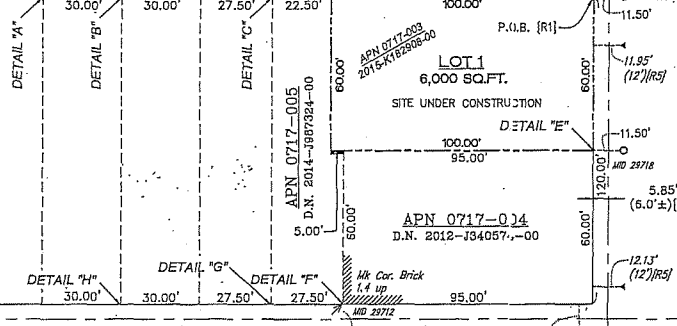 30.00'
30.00'
27.50'
22.50'
100.00'
11.50'
DETAIL "A"
DETAIL "B"
DETAIL "C"
P.O.B. {R1}
APN 0717-003
2015-K182908-00
LOT 1
6,000 SQ.FT.
SITE UNDER CONSTRUCTION
60.00'
60.00'
11.95'
(12'){R5}
DETAIL "E"
100.00'
95.00'
11.50'
MID 29718
APN 0717-005
D.N. 2014-J987324-00
5.00'
60.00'
APN 0717-004
D.N. 2012-J34057
-00
60.00'
120.00'
5.85'
(6.0'±){
DETAIL "H"
DETAIL "G"
DETAIL "F"
Mk Cor. Brick
1.4 up
12.13'
(12'){R5}
30.00'
30.00'
27.50'
27.50'
95.00'
MID 29712